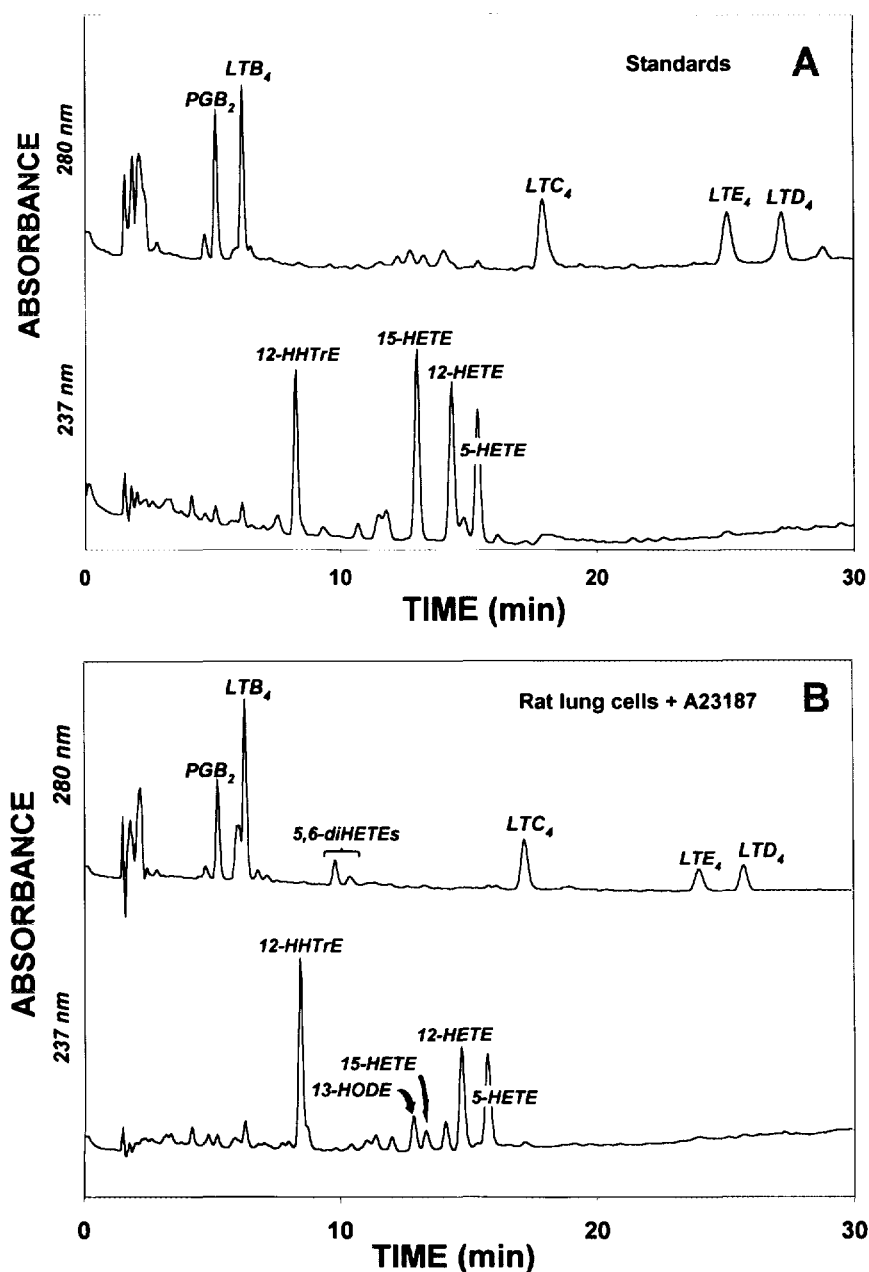 A
Standards
ABSORBANCE
280 nm
237 nm
PGB2
LTB4
LTC4
LTE4
LTD4
12-HHTrE
15-HETE
12-HETE
5-HETE
0
10
20
30
TIME (min)
B
Rat lung cells + A23187
ABSORBANCE
280 nm
237 nm
PGB2
LTB4
5,6-diHETEs
LTC4
LTE4
LTD4
12-HHTrE
13-HODE
15-HETE
12-HETE
5-HETE
0
10
20
30
TIME (min)